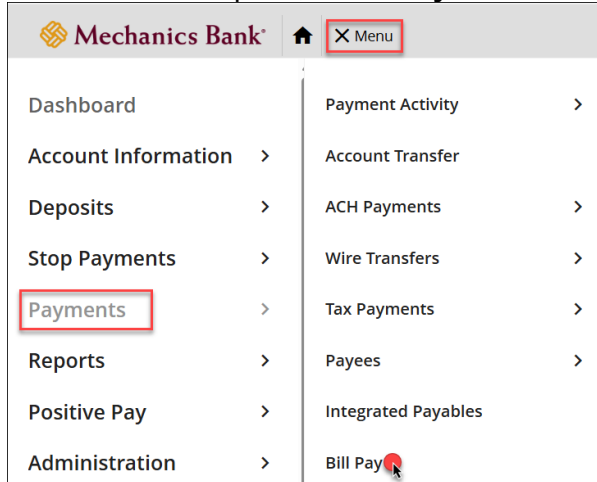 Mechanics Bank
Menu
Dashboard
Account Information
Deposits
Stop Payments
Payments
Reports
Positive Pay
Administration
Payment Activity
Account Transfer
ACH Payments
Wire Transfers
Tax Payments
Payees
Integrated Payables
Bill Pay